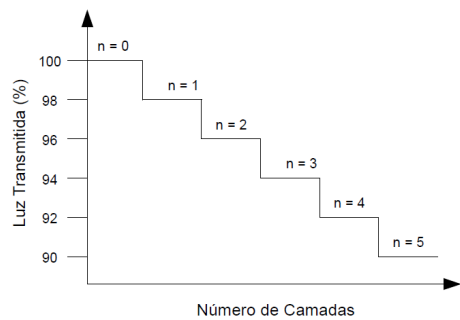 n = 0
100
n = 1
98
n = 2
96
n = 3
94
n = 4
92
n = 5
90
Luz Transmitida (%)
Número de Camadas